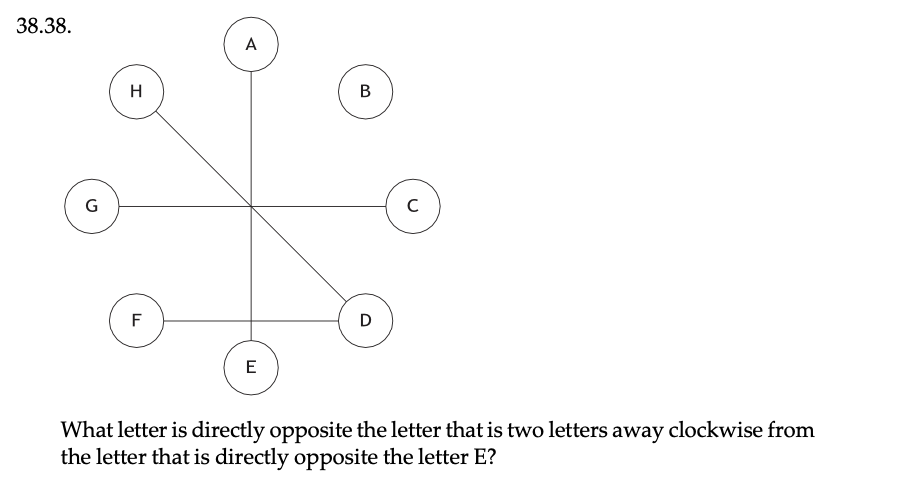 38.38.
A
H
B
G
C
F
D
E
What letter is directly opposite the letter that is two letters away clockwise from
the letter that is directly opposite the letter E?